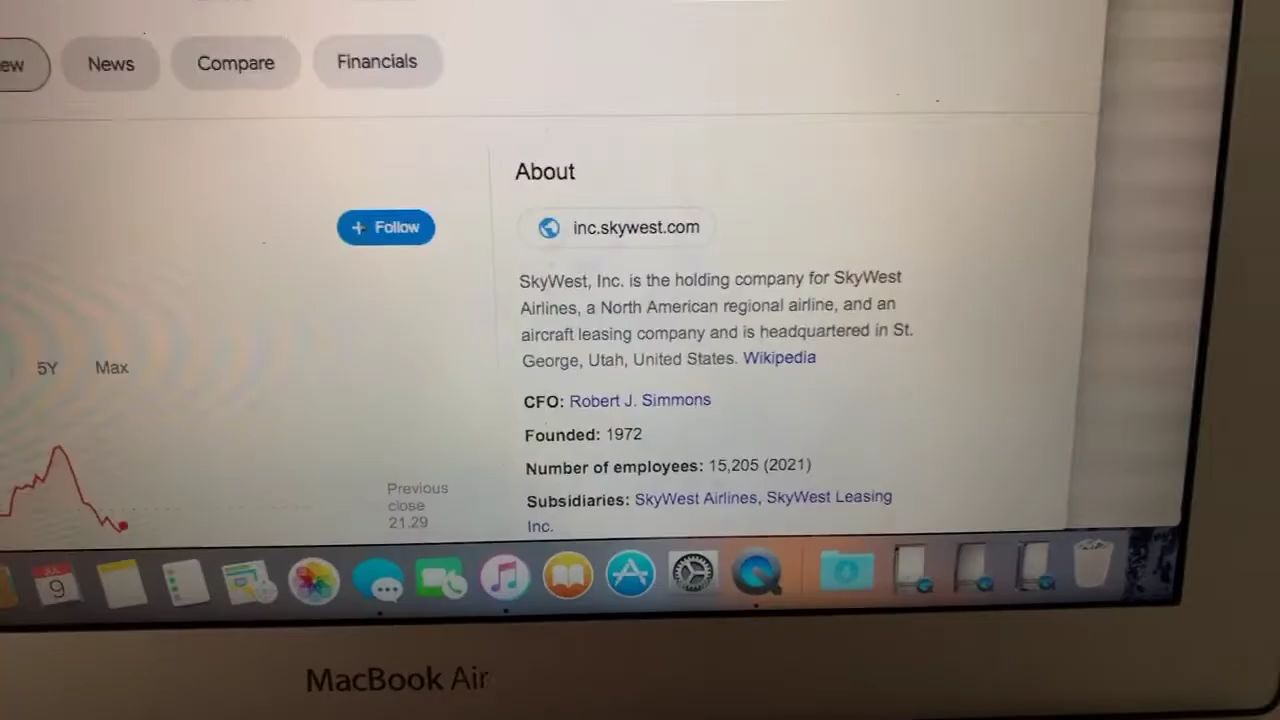 ew News Compare Financials
About
+ Follow
inc.skywest.com
SkyWest, Inc. is the holding company for SkyWest
Airlines, a North American regional airline, and an
aircraft leasing company and is headquartered in St.
George, Utah, United States. Wikipedia
5Y Max
CFO: Robert J. Simmons
Founded: 1972
Number of employees: 15,205 (2021)
Previous
close
21.29
Subsidiaries: SkyWest Airlines, SkyWest Leasing
Inc.
JUL
9
MacBook Air